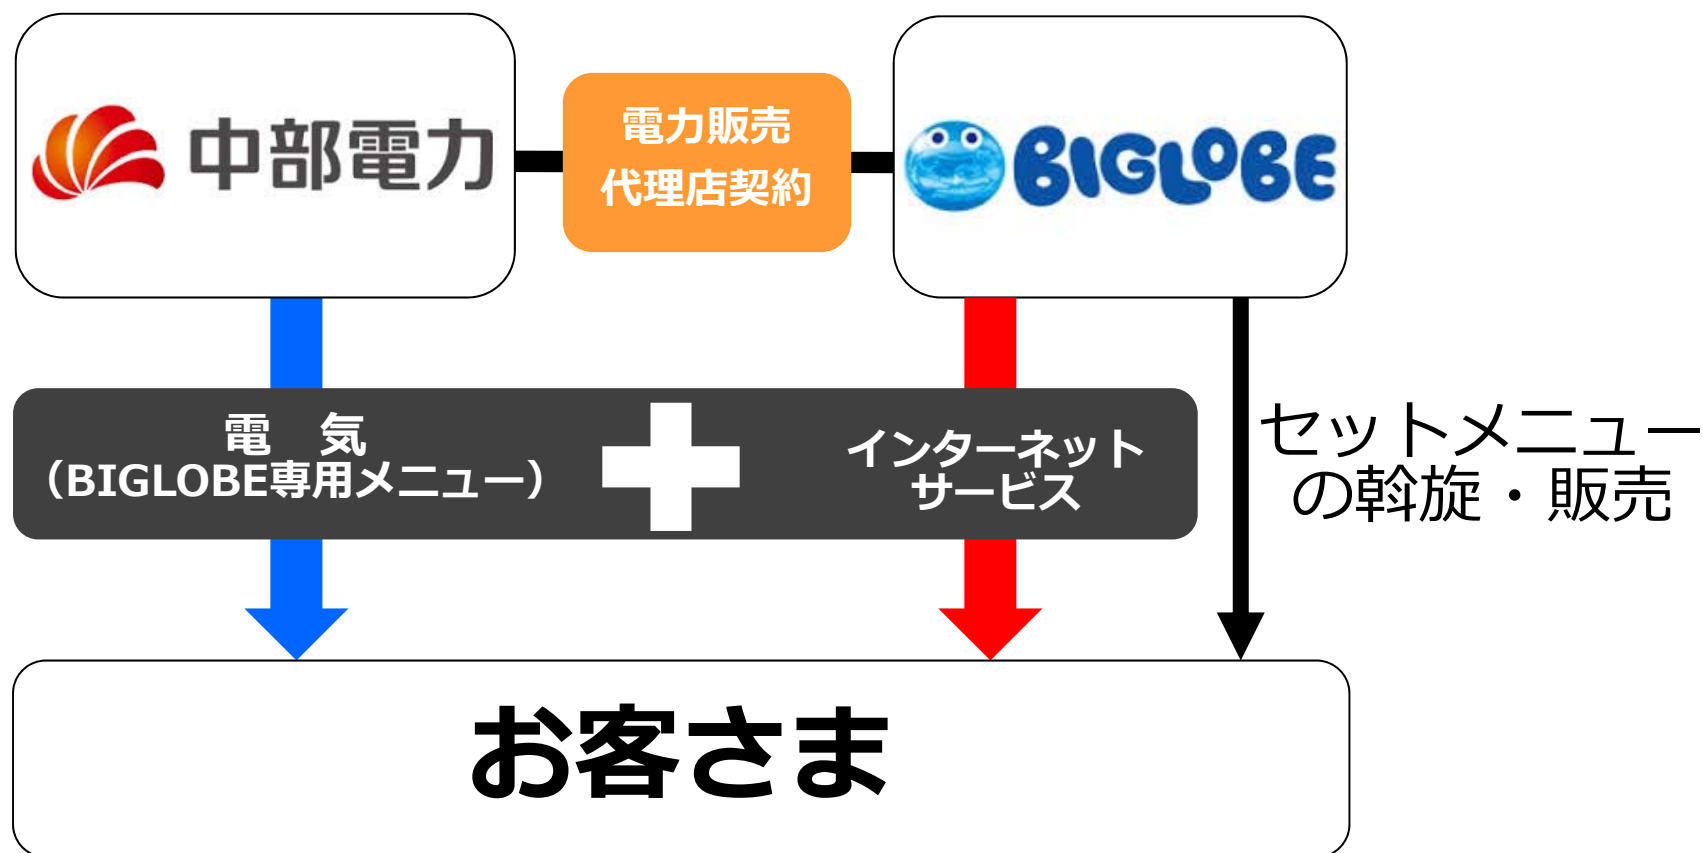 中部電力
電力販売
代理店契約
BIGLOBE
電　気
（BIGLOBE専用メニュー）
インターネット
サービス
セットメニュー
の斡旋・販売
お客さま